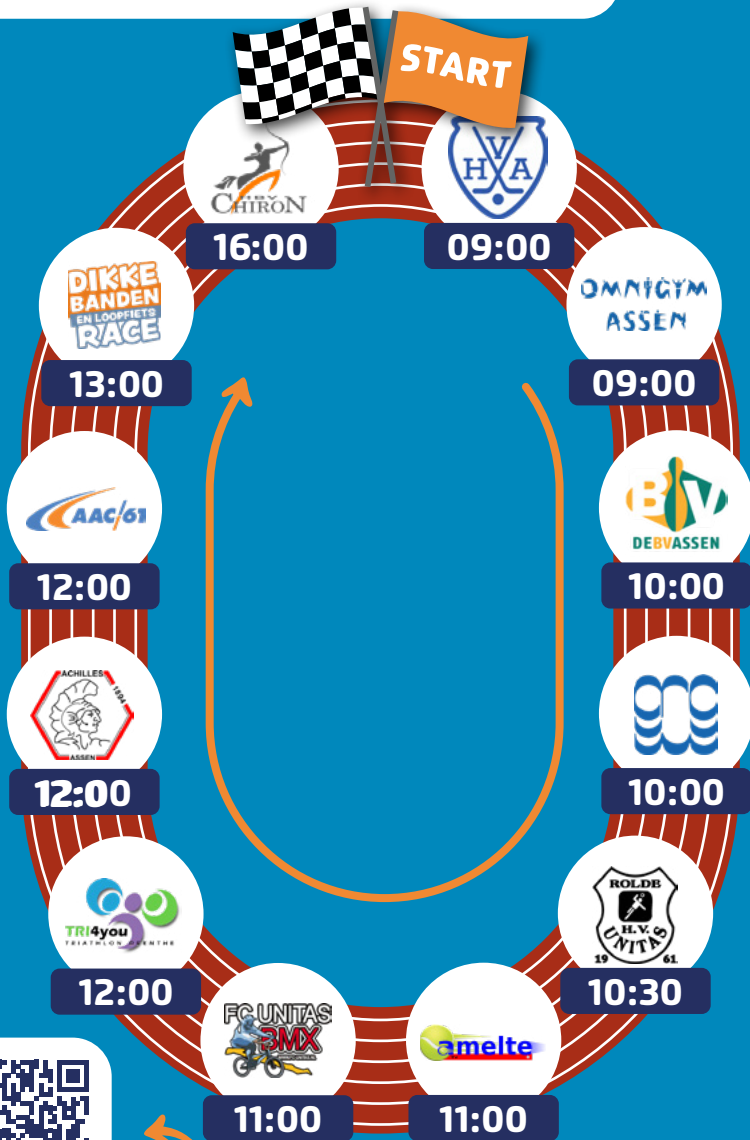 START
HVA
09:00
OMNIGYM
ASSEN
09:00
BV
DEBVASSEN
10:00
10:00
ROLDE
H.V.
UNITAS
19 61
10:30
amelte
11:00
FC UNITAS
BMX
11:00
TRI4you
TRIATHLON DRENTHE
12:00
ACHILLES
1894
ASSEN
12:00
AAC/61
12:00
DIKKE
BANDEN
EN LOOPFIETS
RACE
13:00
CHIRON
16:00